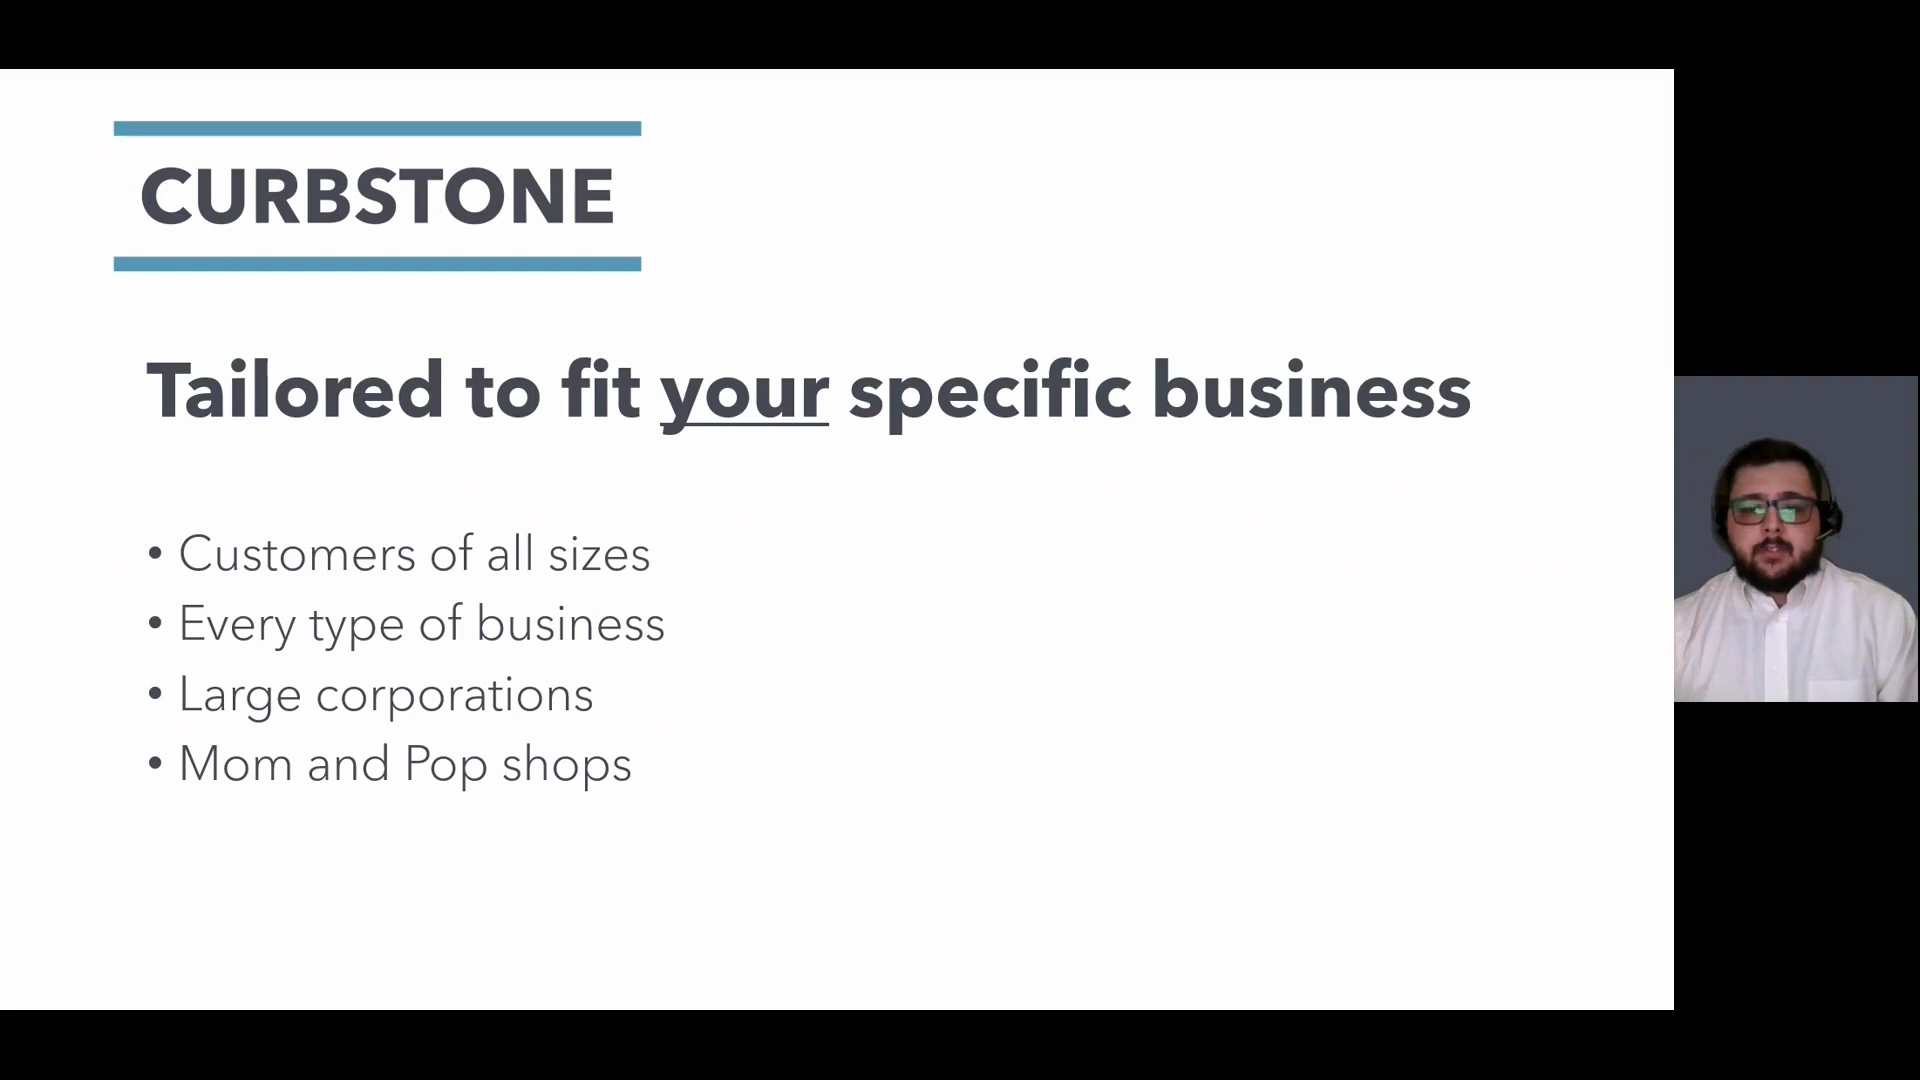 CURBSTONE
Tailored to fit your specific business
• Customers of all sizes
• Every type of business
• Large corporations
• Mom and Pop shops